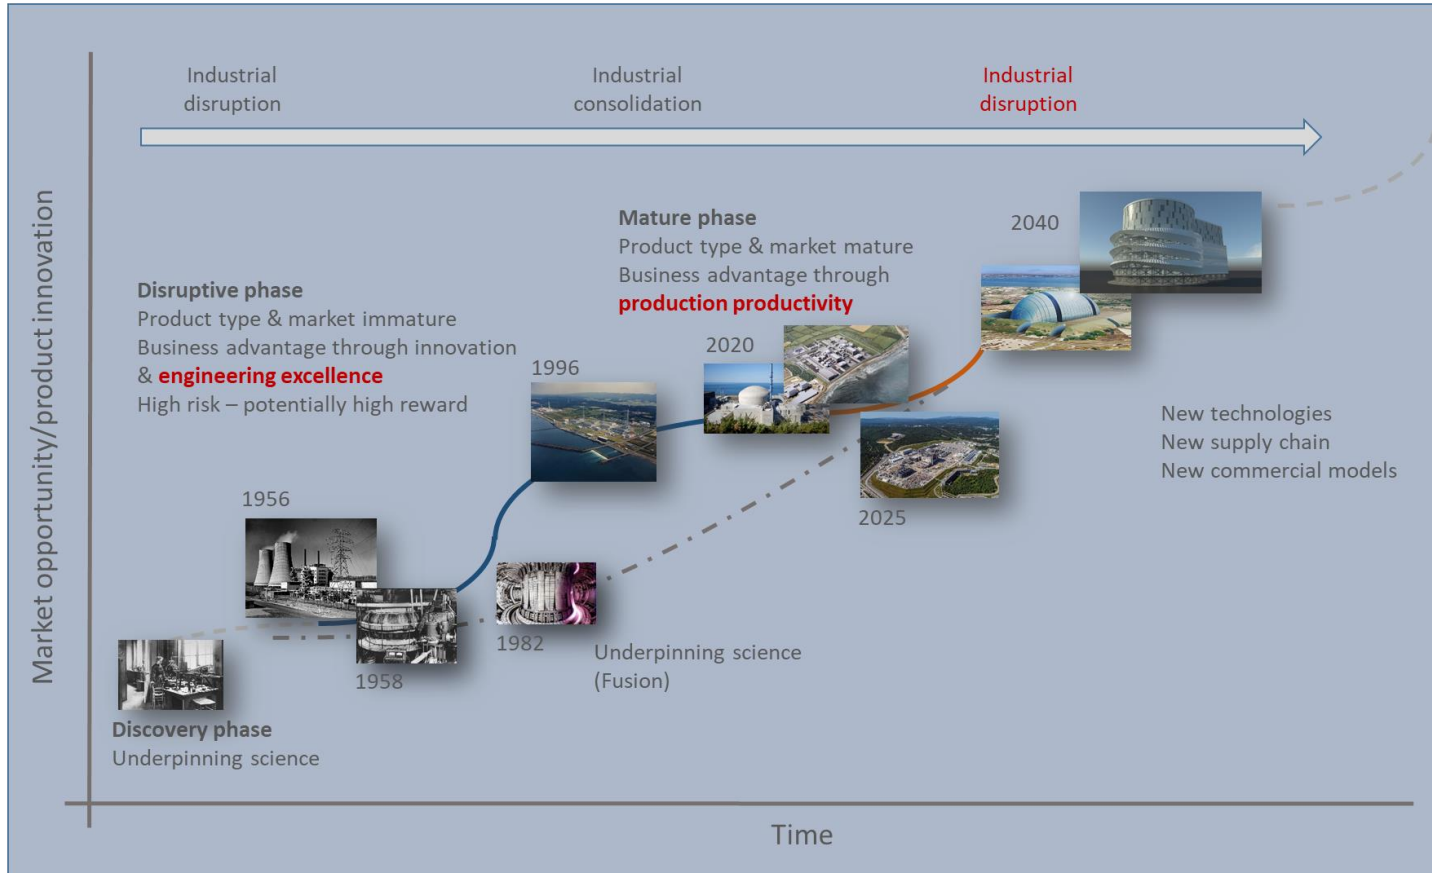 Industrial
disruption
Industrial
consolidation
Industrial
disruption
Market opportunity/product innovation
Disruptive phase
Product type & market immature
Business advantage through innovation
& engineering excellence
High risk – potentially high reward
Mature phase
Product type & market mature
Business advantage through
production productivity
2040
2020
1996
1956
New technologies
New supply chain
New commercial models
2025
1982
Underpinning science
(Fusion)
1958
Discovery phase
Underpinning science
Time